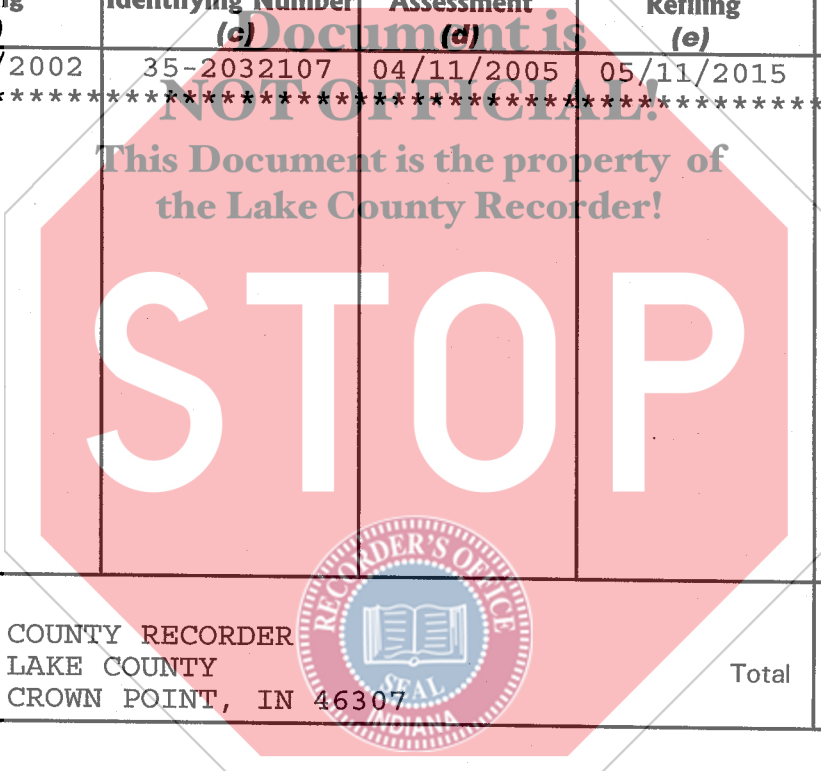 Identifying Number Assessment Refiling
(c) (d) (e)
Document is
/2002 35-2032107 04/11/2005 05/11/2015
********************************************
NOT OFFICIAL!
This Document is the property of
the Lake County Recorder!
STOP
RECORDER'S OFFICE
SEAL
INDIANA
COUNTY RECORDER
LAKE COUNTY
CROWN POINT, IN 46307
Total